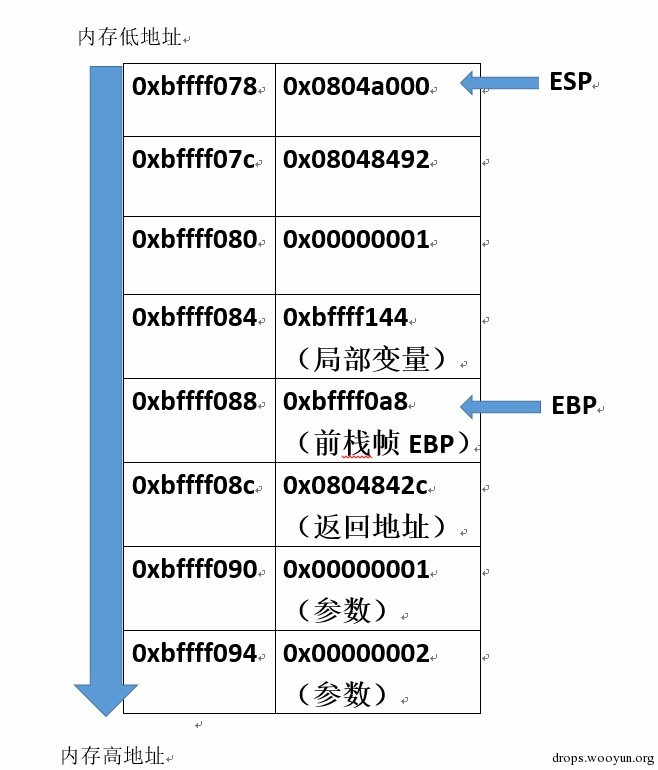 内存低地址
0xbffff078 0x0804a000 ESP
0xbffff07c 0x08048492
0xbffff080 0x00000001
0xbffff084 0xbffff144
（局部变量）
0xbffff088 0xbffff0a8 EBP
（前栈帧 EBP）
0xbffff08c 0x0804842c
（返回地址）
0xbffff090 0x00000001
（参数）
0xbffff094 0x00000002
（参数）
内存高地址
drops.wooyun.org